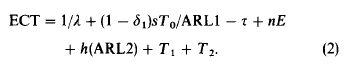 ECT = 1/λ + (1 − δ₁)sT₀/ARL1 − τ + nE
+ h(ARL2) + T₁ + T₂. (2)